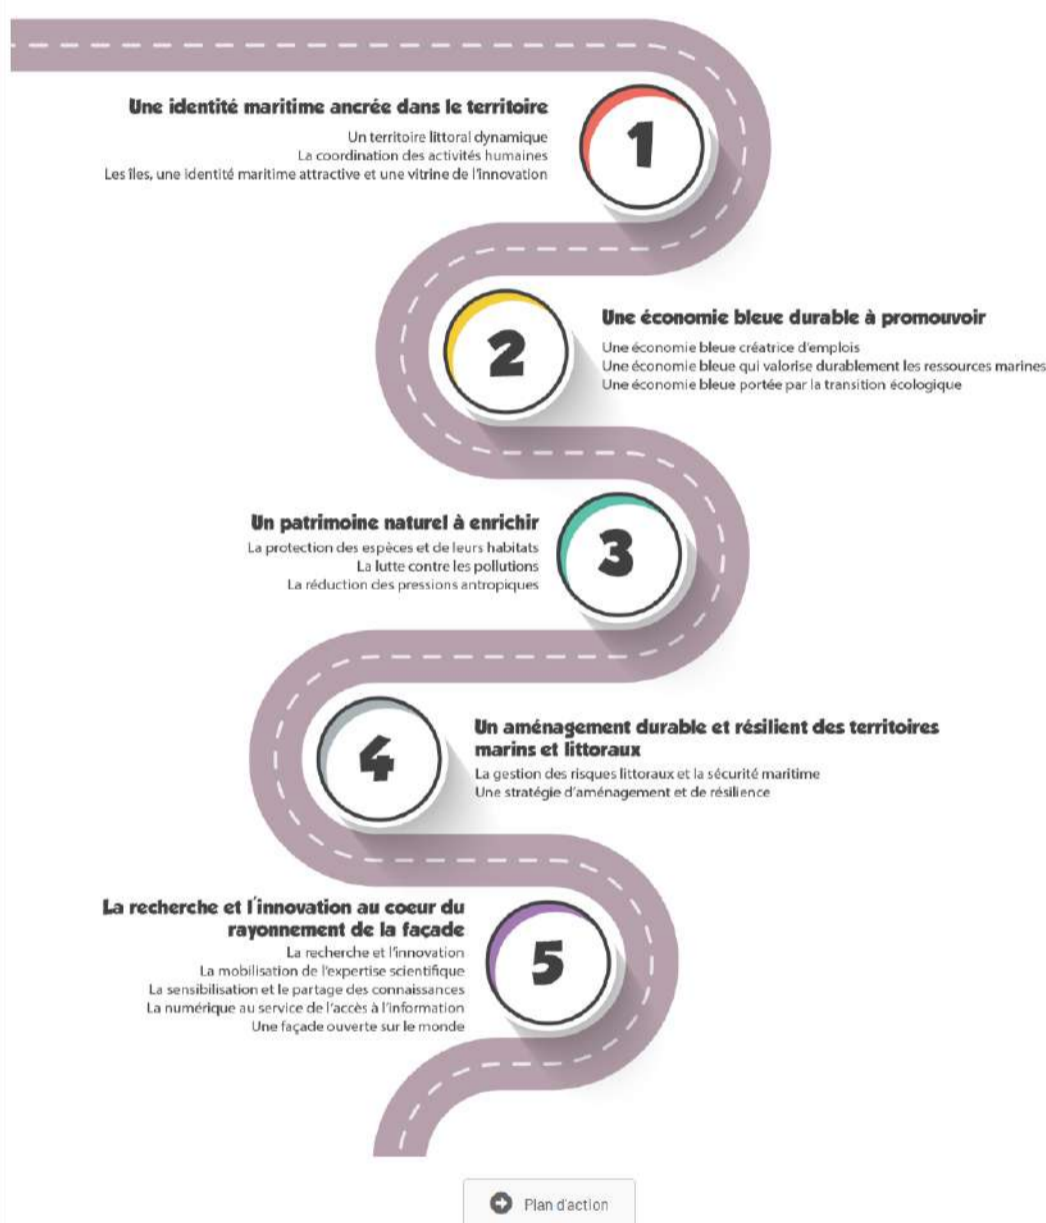 1
Une identité maritime ancrée dans le territoire
Un territoire littoral dynamique
La coordination des activités humaines
Les îles, une identité maritime attractive et une vitrine de l'innovation
2
Une économie bleue durable à promouvoir
Une économie bleue créatrice d'emplois
Une économie bleue qui valorise durablement les ressources marines
Une économie bleue portée par la transition écologique
3
Un patrimoine naturel à enrichir
La protection des espèces et de leurs habitats
La lutte contre les pollutions
La réduction des pressions antropiques
4
Un aménagement durable et résilient des territoires
marins et littoraux
La gestion des risques littoraux et la sécurité maritime
Une stratégie d'aménagement et de résilience
5
La recherche et l'innovation au coeur du
rayonnement de la façade
La recherche et l'innovation
La mobilisation de l'expertise scientifique
La sensibilisation et le partage des connaissances
La numérique au service de l'accès à l'information
Une façade ouverte sur le monde
Plan d'action